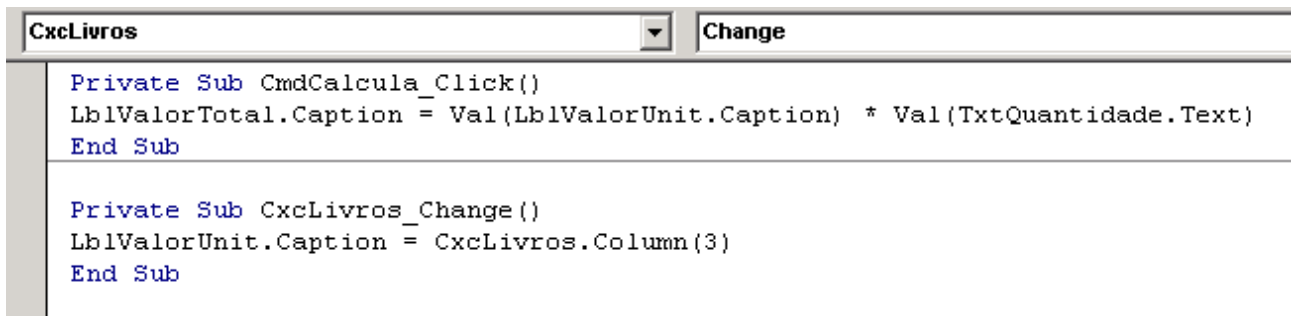 CxcLivros
Change
Private Sub CmdCalcula_Click()
LblValorTotal.Caption = Val(LblValorUnit.Caption) * Val(TxtQuantidade.Text)
End Sub
Private Sub CxcLivros_Change()
LblValorUnit.Caption = CxcLivros.Column(3)
End Sub